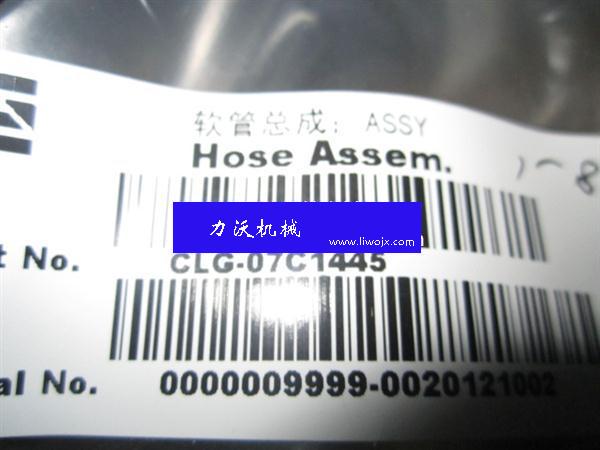 软管总成: ASSY
Hose Assem.
1~8
力沃机械
www.liwojx.com
t No. CLG-07C1445
al No. 0000009999-0020121002